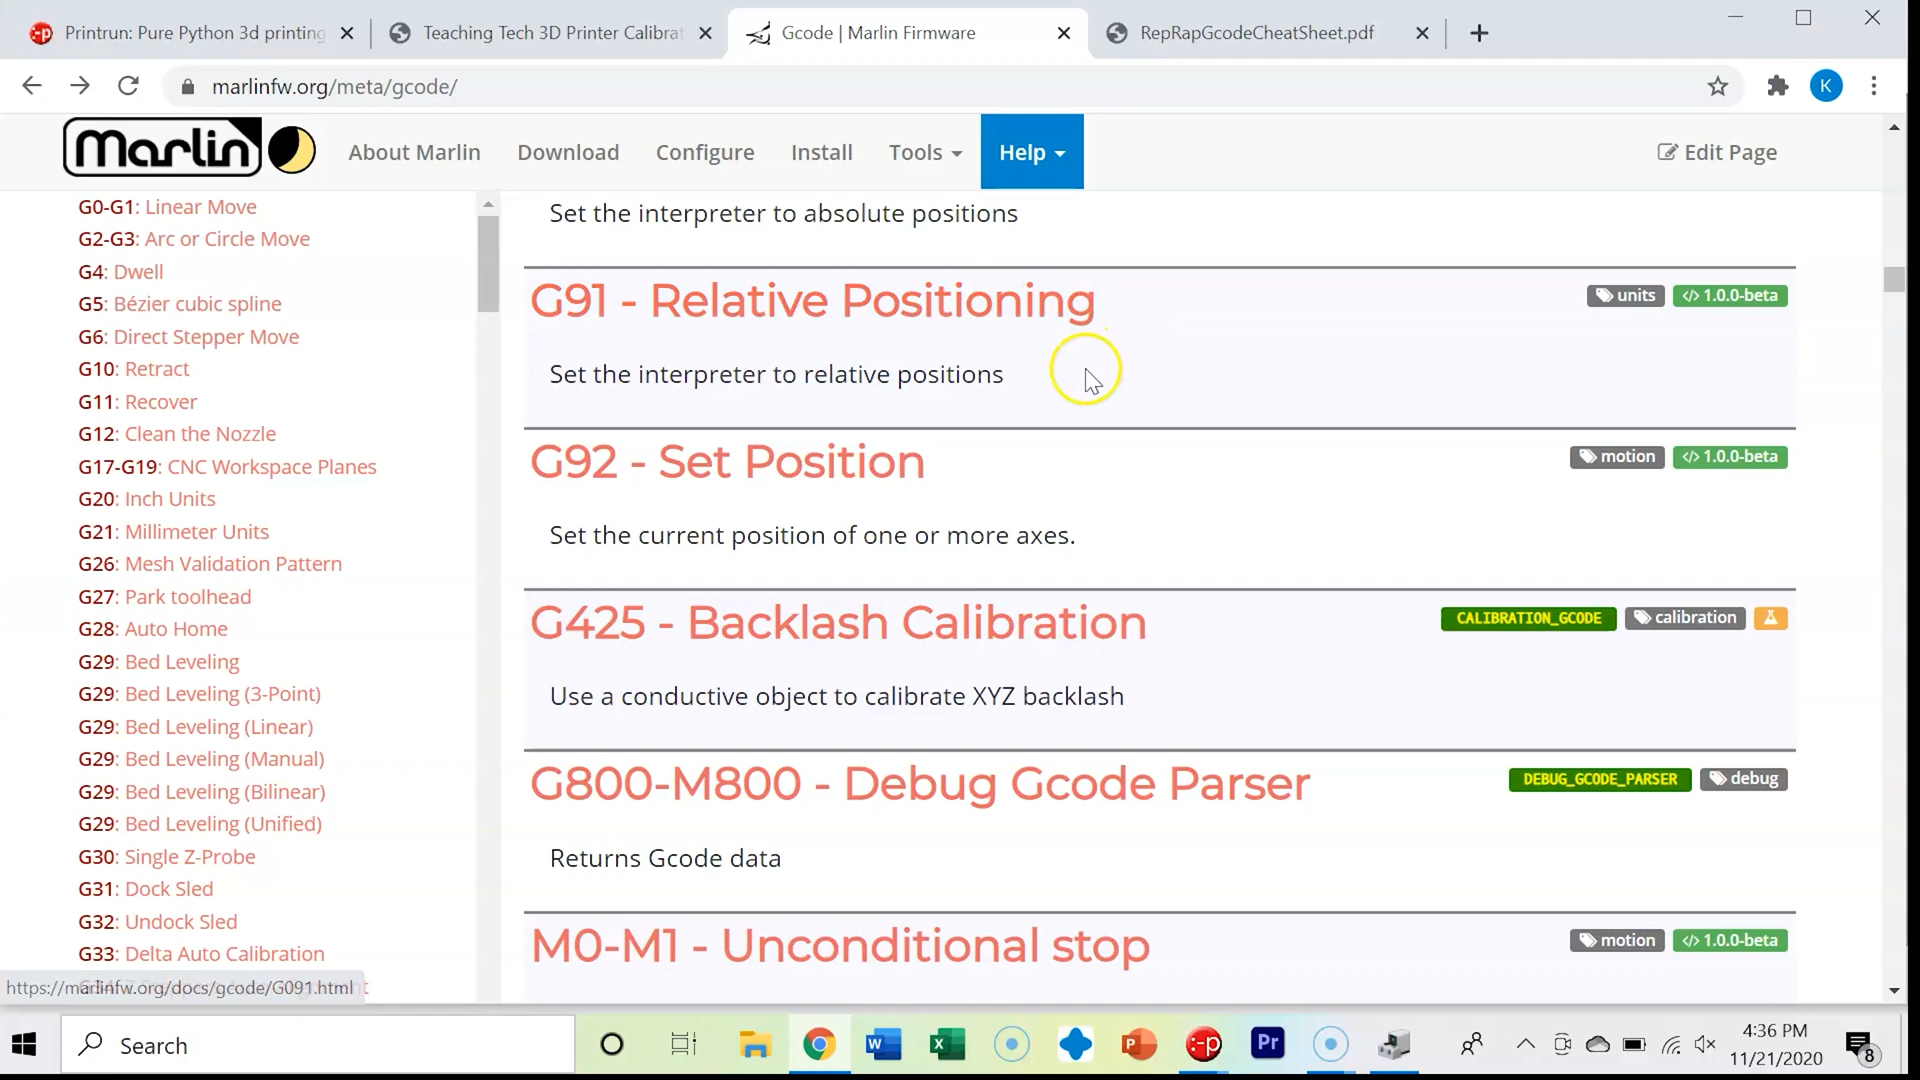 Printrun: Pure Python 3d printing
Teaching Tech 3D Printer Calibrat
Gcode | Marlin Firmware
RepRapGcodeCheatSheet.pdf
marlinfw.org/meta/gcode/
K
Marlin
About Marlin
Download
Configure
Install
Tools
Help
Edit Page
G0-G1: Linear Move
G2-G3: Arc or Circle Move
G4: Dwell
G5: Bézier cubic spline
G6: Direct Stepper Move
G10: Retract
G11: Recover
G12: Clean the Nozzle
G17-G19: CNC Workspace Planes
G20: Inch Units
G21: Millimeter Units
G26: Mesh Validation Pattern
G27: Park toolhead
G28: Auto Home
G29: Bed Leveling
G29: Bed Leveling (3-Point)
G29: Bed Leveling (Linear)
G29: Bed Leveling (Manual)
G29: Bed Leveling (Bilinear)
G29: Bed Leveling (Unified)
G30: Single Z-Probe
G31: Dock Sled
G32: Undock Sled
G33: Delta Auto Calibration
https://marlinfw.org/docs/gcode/G091.html
Set the interpreter to absolute positions
G91 - Relative Positioning
units
</> 1.0.0-beta
Set the interpreter to relative positions
G92 - Set Position
motion
</> 1.0.0-beta
Set the current position of one or more axes.
G425 - Backlash Calibration
CALIBRATION_GCODE
calibration
Use a conductive object to calibrate XYZ backlash
G800-M800 - Debug Gcode Parser
DEBUG_GCODE_PARSER
debug
Returns Gcode data
M0-M1 - Unconditional stop
motion
</> 1.0.0-beta
Search
4:36 PM
11/21/2020
8